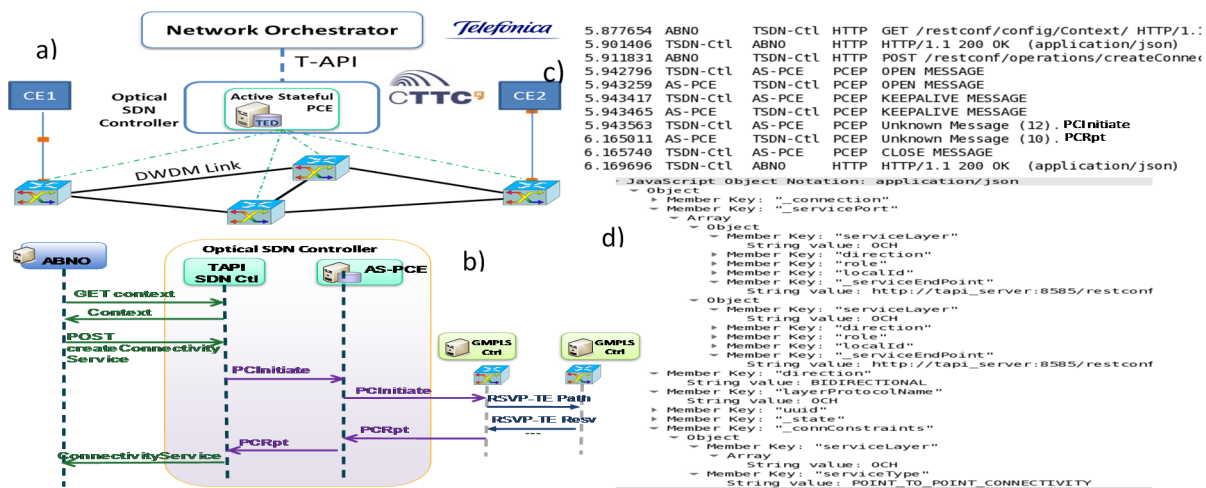 a)
Network Orchestrator
Telefónica
T-API
CTTC
CE1
Optical
SDN
Controller
Active Stateful
PCE
TED
CE2
DWDM Link
b)
ABNO
Optical SDN Controller
TAPI
SDN Ctl
AS-PCE
GET context
Context
POST
createConnectivity
Service
PCInitiate
PCInitiate
GMPLS
Ctrl
GMPLS
Ctrl
RSVP-TE Path
RSVP-TE Resv
...
PCRpt
PCRpt
ConnectivityService
c)
5.877654 ABNO TSDN-Ctl HTTP GET /restconf/config/Context/ HTTP/1.
5.901406 TSDN-Ctl ABNO HTTP HTTP/1.1 200 OK (application/json)
5.911831 ABNO TSDN-Ctl HTTP POST /restconf/operations/createConnec
5.942796 TSDN-Ctl AS-PCE PCEP OPEN MESSAGE
5.943259 AS-PCE TSDN-Ctl PCEP OPEN MESSAGE
5.943417 TSDN-Ctl AS-PCE PCEP KEEPALIVE MESSAGE
5.943465 AS-PCE TSDN-Ctl PCEP KEEPALIVE MESSAGE
5.943563 TSDN-Ctl AS-PCE PCEP Unknown Message (12). PCInitiate
6.165011 AS-PCE TSDN-Ctl PCEP Unknown Message (10). PCRpt
6.165740 TSDN-Ctl AS-PCE PCEP CLOSE MESSAGE
6.169696 TSDN-Ctl ABNO HTTP HTTP/1.1 200 OK (application/json)
d)
JavaScript Object Notation: application/json
Object
Member Key: "_connection"
Member Key: "_servicePort"
Array
Object
Member Key: "serviceLayer"
String value: OCH
Member Key: "direction"
Member Key: "role"
Member Key: "localId"
Member Key: "_serviceEndPoint"
String value: http://tapi_server:8585/restconf
Object
Member Key: "serviceLayer"
String value: OCH
Member Key: "direction"
Member Key: "role"
Member Key: "localId"
Member Key: "_serviceEndPoint"
String value: http://tapi_server:8585/restconf
Member Key: "direction"
String value: BIDIRECTIONAL
Member Key: "layerProtocolName"
String value: OCH
Member Key: "uuid"
Member Key: "_state"
Member Key: "_connConstraints"
Object
Member Key: "serviceLayer"
Array
String value: OCH
Member Key: "serviceType"
String value: POINT_TO_POINT_CONNECTIVITY